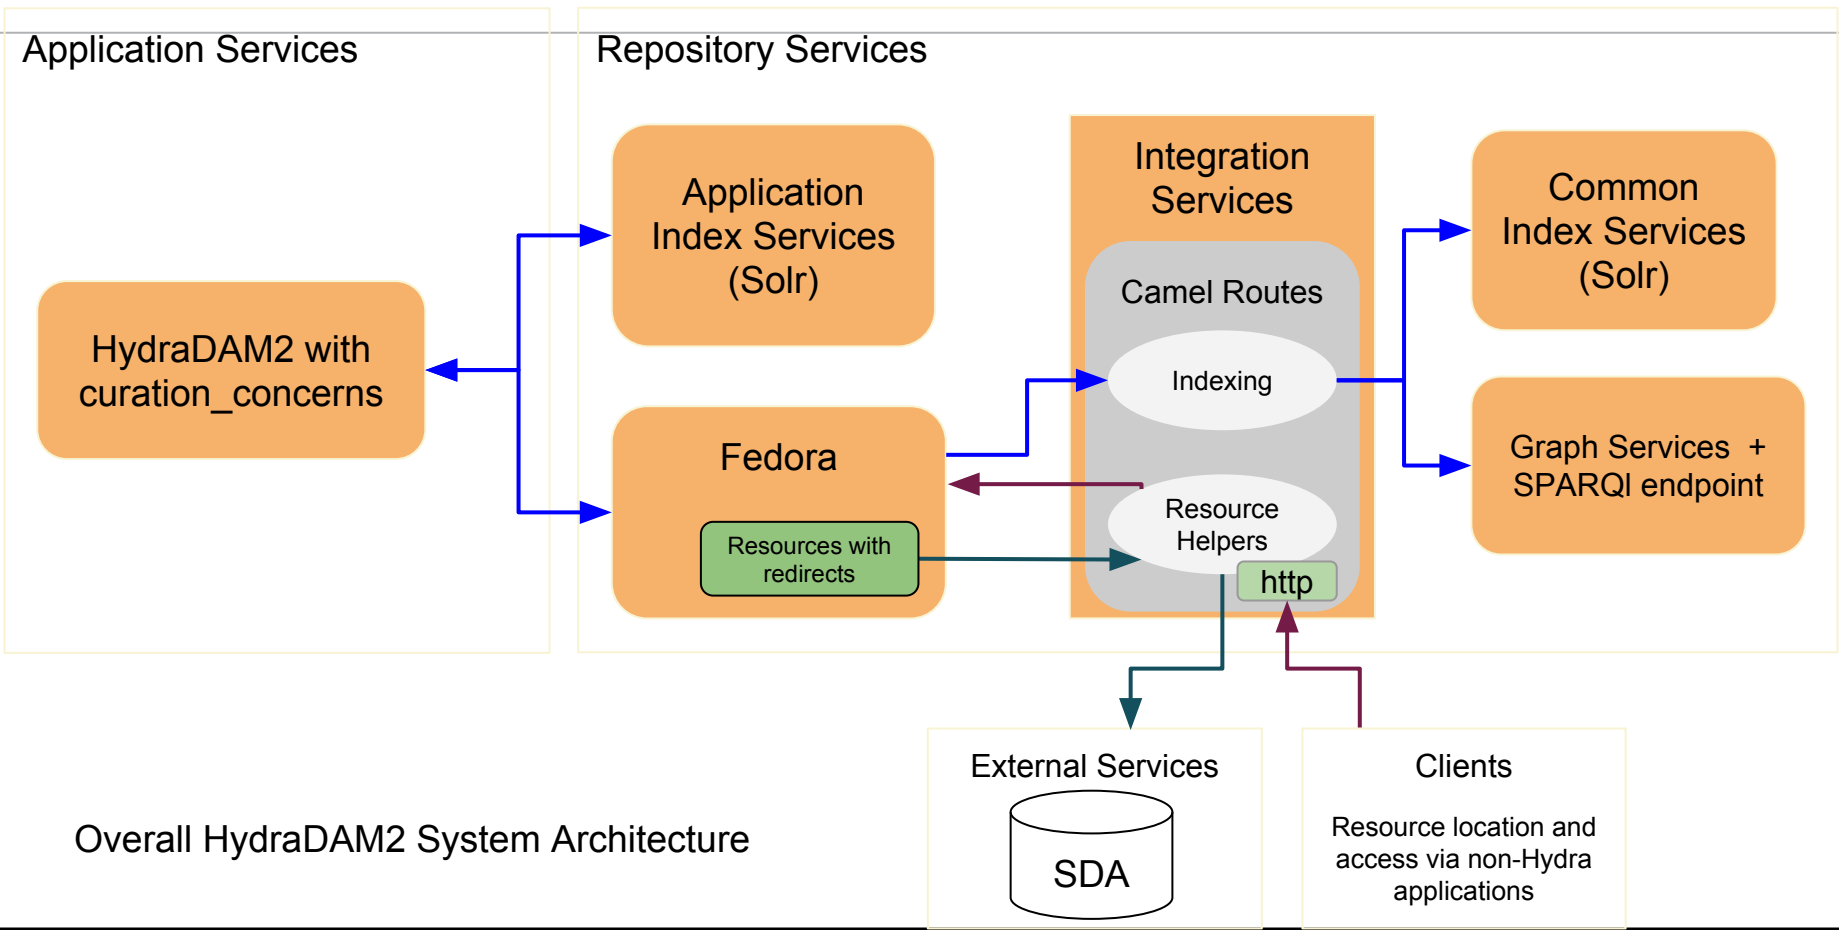 Application Services
Repository Services
Application
Index Services
(Solr)
Integration
Services
Common
Index Services
(Solr)
Camel Routes
HydraDAM2 with
curation_concerns
Indexing
Fedora
Graph Services +
SPARQl endpoint
Resource
Helpers
Resources with
redirects
http
External Services
SDA
Clients
Resource location and
access via non-Hydra
applications
Overall HydraDAM2 System Architecture